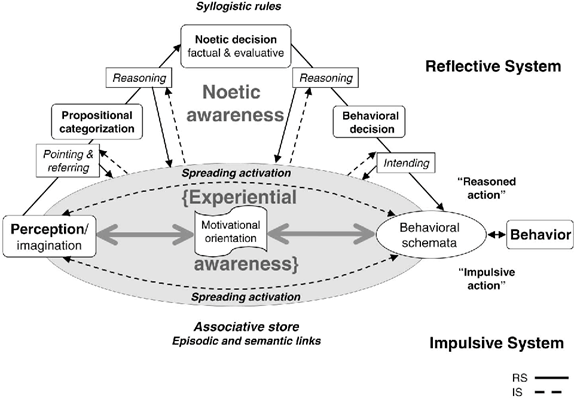 Syllogistic rules
Noetic decision
factual & evaluative
Reasoning
Reasoning
Reflective System
Noetic
awareness
Propositional
categorization
Behavioral
decision
Pointing &
referring
Intending
Spreading activation
"Reasoned
action"
{Experiential
Perception/
imagination
Motivational
orientation
Behavioral
schemata
Behavior
awareness}
"Impulsive
action"
Spreading activation
Associative store
Episodic and semantic links
Impulsive System
RS
IS